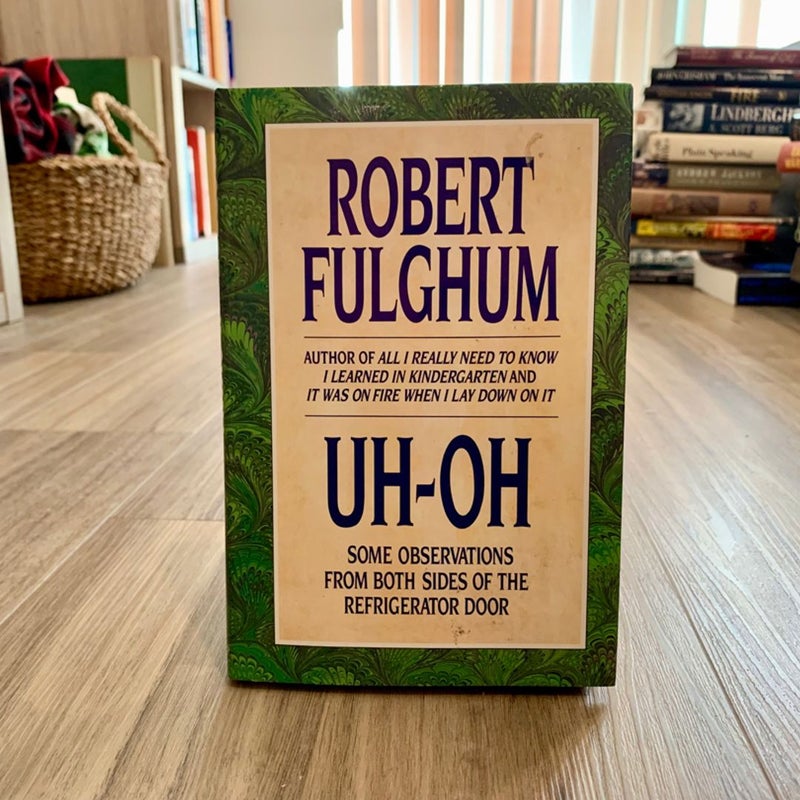 ROBERT
FULGHUM
AUTHOR OF ALL I REALLY NEED TO KNOW
I LEARNED IN KINDERGARTEN AND
IT WAS ON FIRE WHEN I LAY DOWN ON IT
UH-OH
SOME OBSERVATIONS
FROM BOTH SIDES OF THE
REFRIGERATOR DOOR
JOHN GRISHAM
FIRE
LINDBERGH
A. SCOTT BERG
Plain Speaking